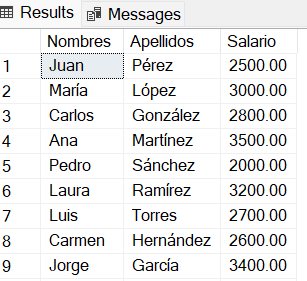 Results Messages
Nombres Apellidos Salario
1 Juan Pérez 2500.00
2 María López 3000.00
3 Carlos González 2800.00
4 Ana Martínez 3500.00
5 Pedro Sánchez 2000.00
6 Laura Ramírez 3200.00
7 Luis Torres 2700.00
8 Carmen Hernández 2600.00
9 Jorge García 3400.00